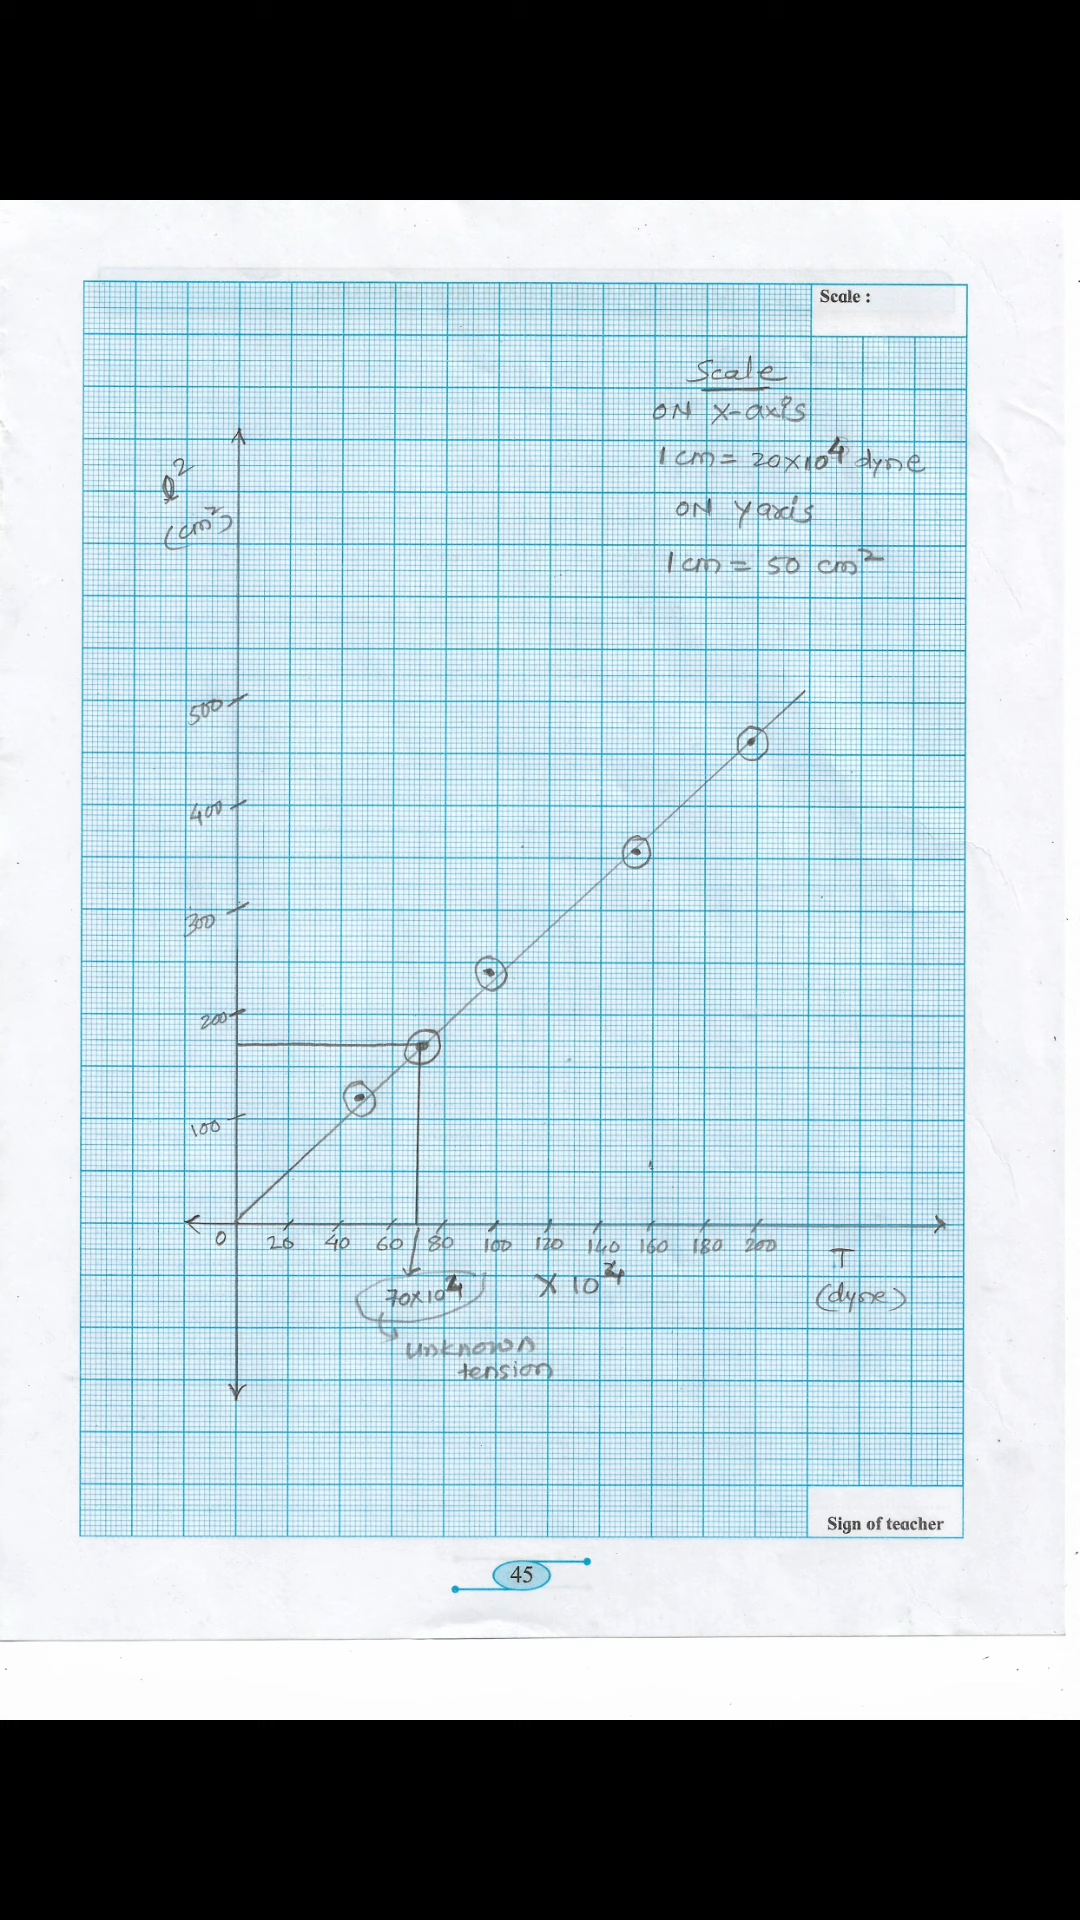 Scale :
Scale
ON x-axis
1 cm = 20×10⁴ dyne
ON y axis
1 cm = 50 cm²
l²
(cm²)
500
400
300
200
100
0 20 40 60 80 100 120 140 160 180 200
T
70×10⁴ × 10⁴ (dyne)
unknown
tension
Sign of teacher
45